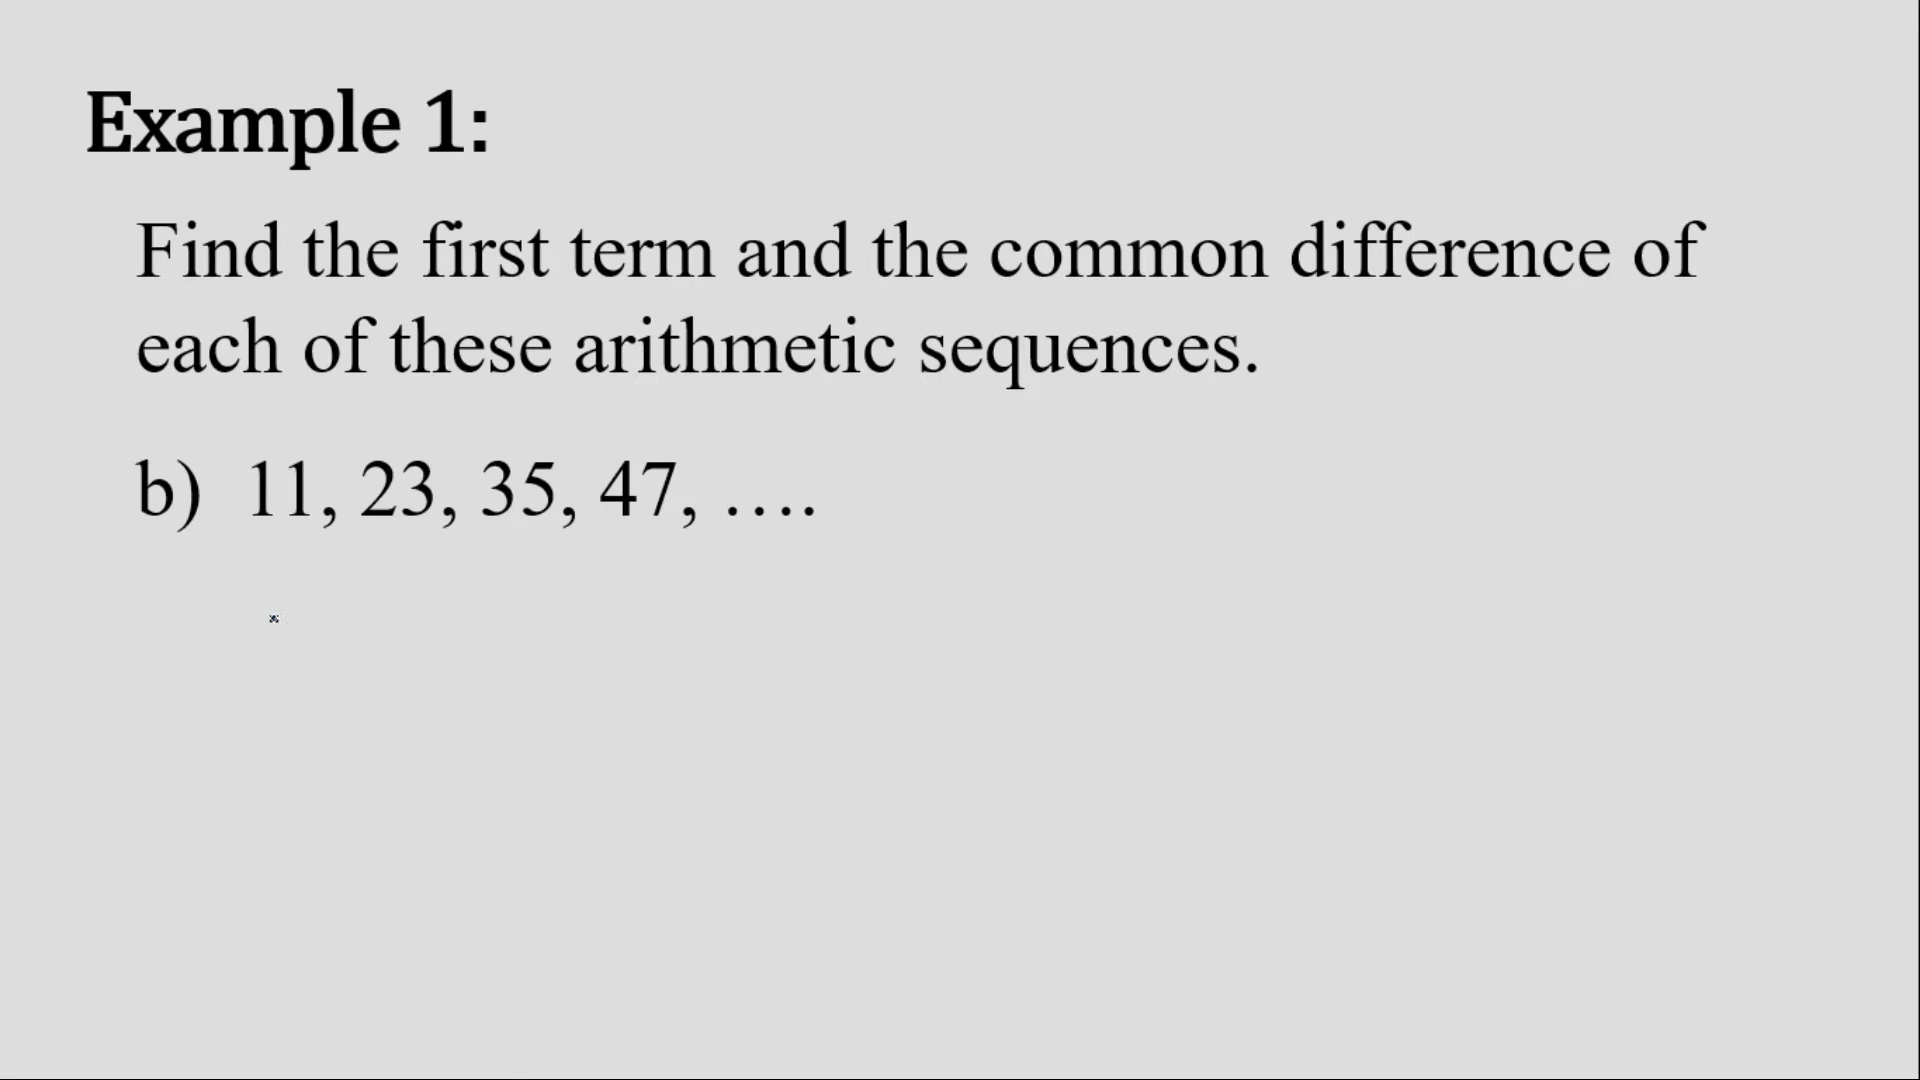 Example 1:
Find the first term and the common difference of
each of these arithmetic sequences.
b) 11, 23, 35, 47, ....